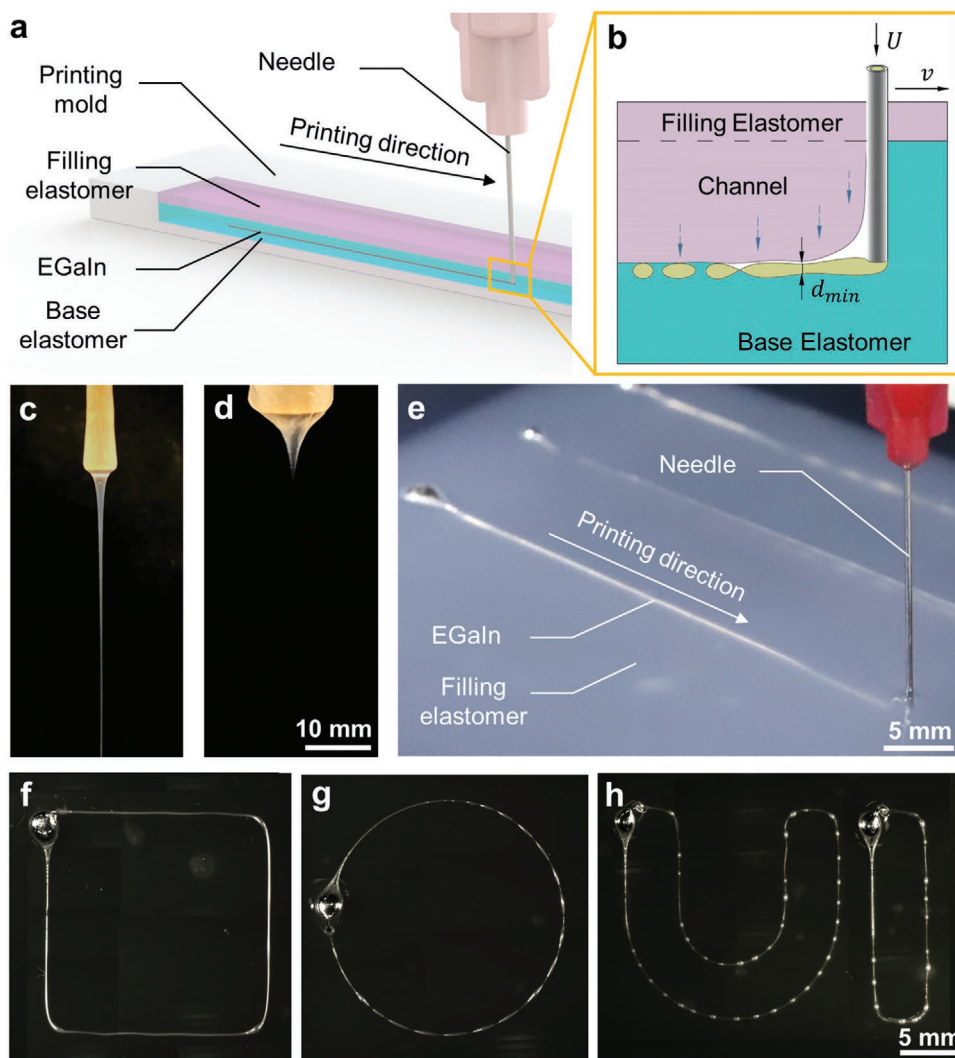 a
Needle
Printing
mold
Printing direction
Filling
elastomer
EGaIn
Base
elastomer
b
U
v
Filling Elastomer
Channel
d_min
Base Elastomer
c
d
10 mm
e
Needle
Printing direction
EGaIn
Filling
elastomer
5 mm
f
g
h
5 mm